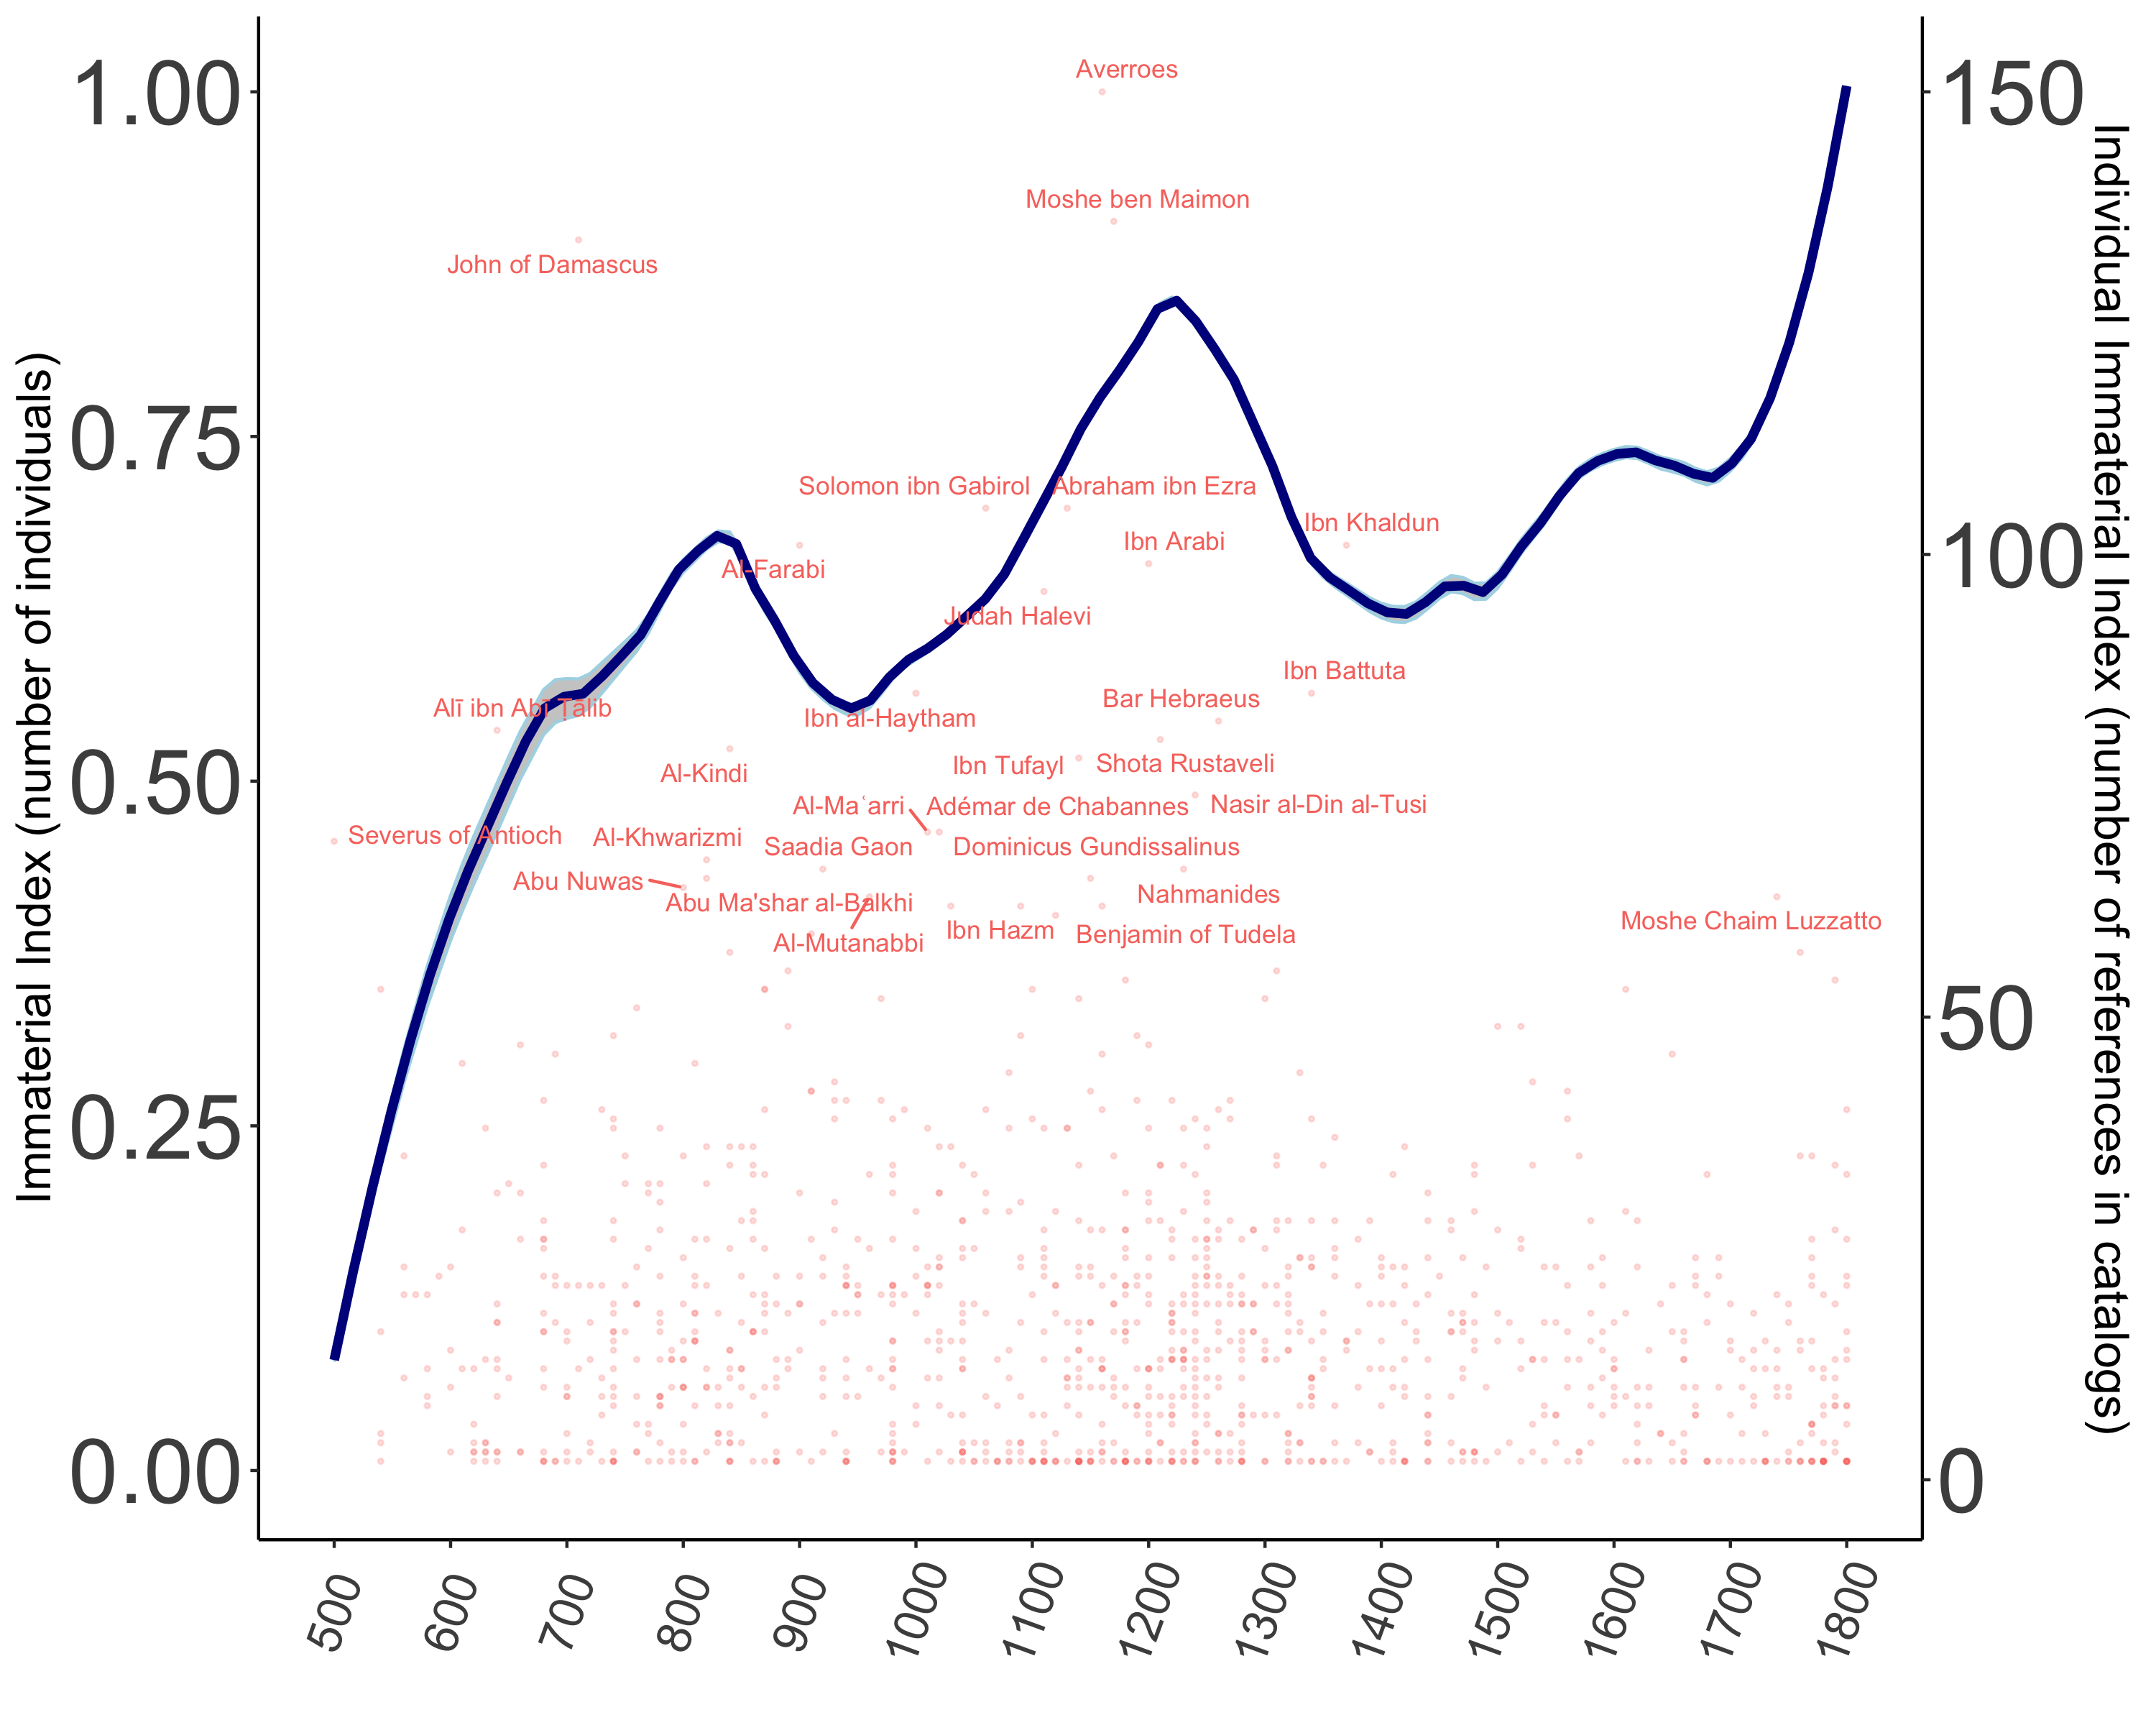 Immaterial Index (number of individuals)
1.00
0.75
0.50
0.25
0.00
Averroes
Moshe ben Maimon
John of Damascus
Solomon ibn Gabirol
Abraham ibn Ezra
Ibn Khaldun
Ibn Arabi
Al-Farabi
Judah Halevi
Ibn Battuta
Bar Hebraeus
Alī ibn Abī Ṭālib
Ibn al-Haytham
Al-Kindi
Ibn Tufayl
Shota Rustaveli
Al-Maʿarri
Adémar de Chabannes
Nasir al-Din al-Tusi
Severus of Antioch
Al-Khwarizmi
Saadia Gaon
Dominicus Gundissalinus
Abu Nuwas
Abu Ma'shar al-Balkhi
Nahmanides
Moshe Chaim Luzzatto
Al-Mutanabbi
Ibn Hazm
Benjamin of Tudela
150
100
50
0
Individual Immaterial Index (number of references in catalogs)
500
600
700
800
900
1000
1100
1200
1300
1400
1500
1600
1700
1800